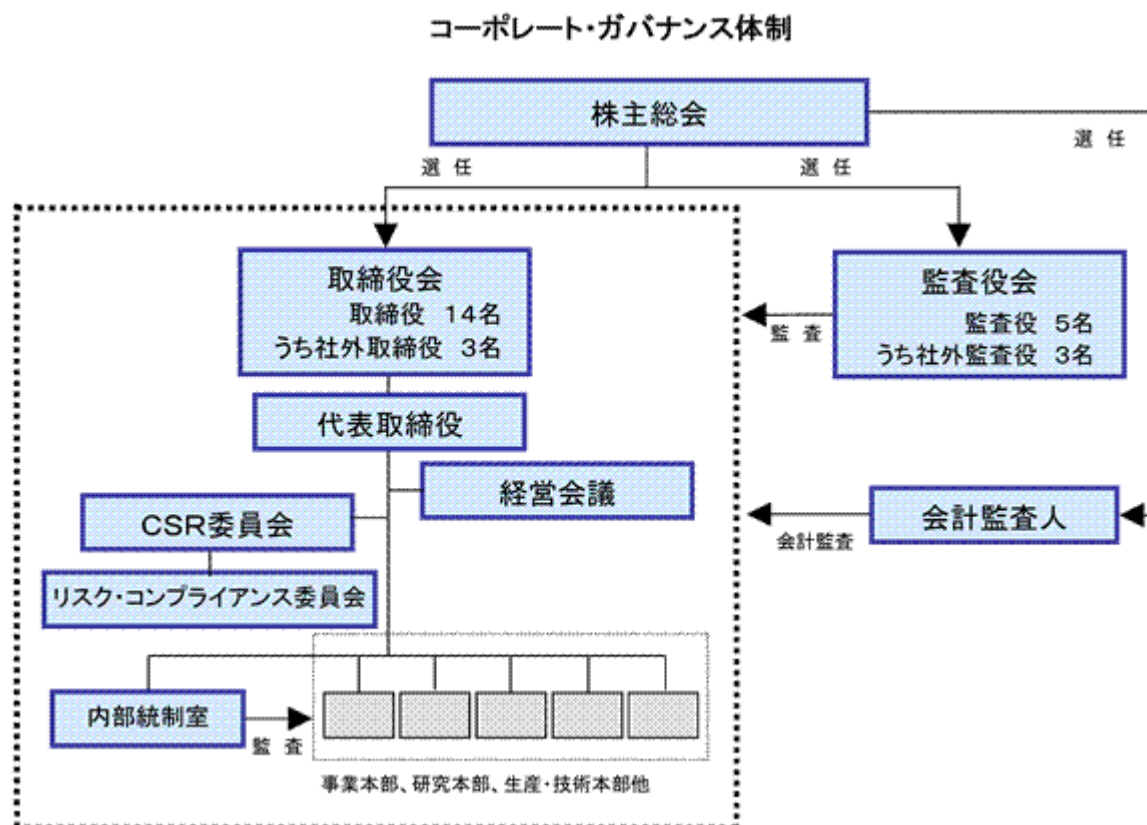 コーポレート・ガバナンス体制
株主総会
選 任
選 任
選 任
取締役会
取締役 14名
うち社外取締役 3名
監査役会
監査役 5名
うち社外監査役 3名
監 査
代表取締役
経営会議
CSR委員会
会計監査人
会計監査
リスク・コンプライアンス委員会
内部統制室
監 査
事業本部、研究本部、生産・技術本部他